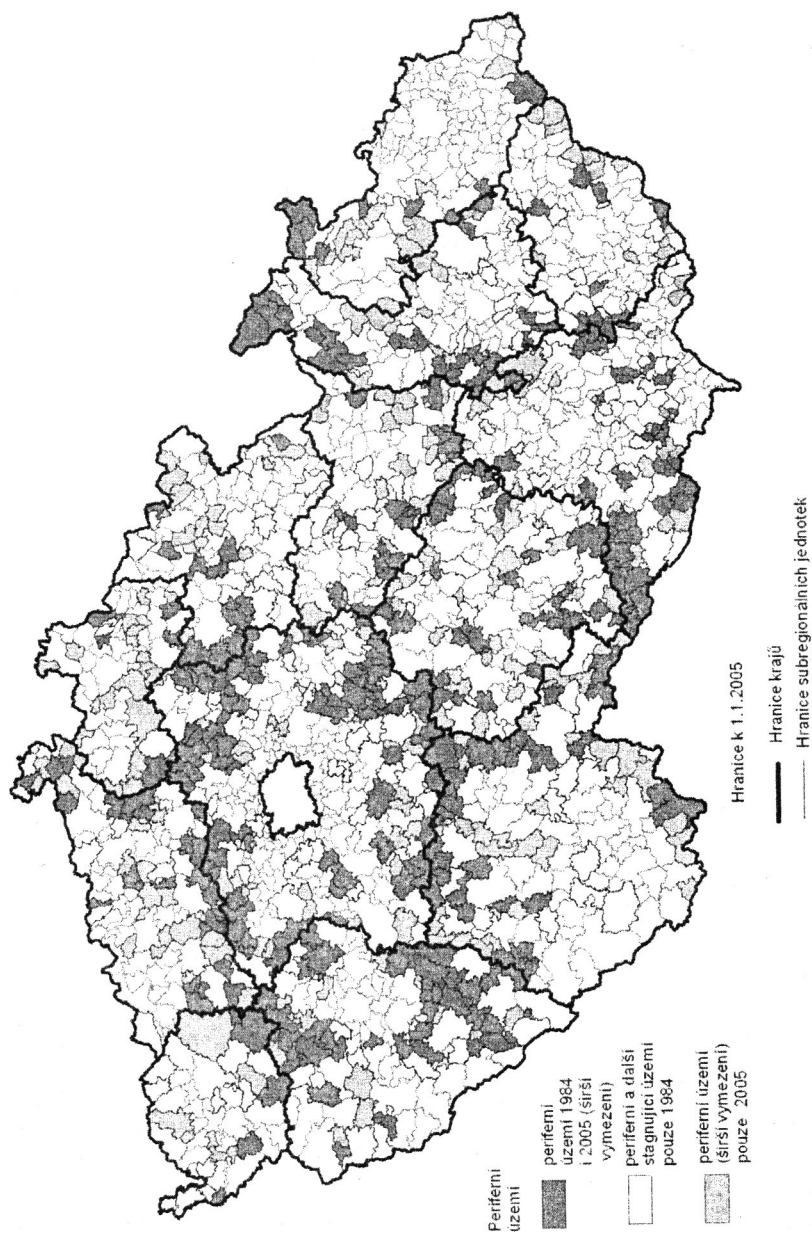 Periferní
území
periferní
území 1984
i 2005 (širší
vymezení)
periferní a další
stagnující území
pouze 1984
periferní území
(širší vymezení)
pouze 2005
Hranice k 1.1.2005
Hranice krajů
Hranice subregionálních jednotek